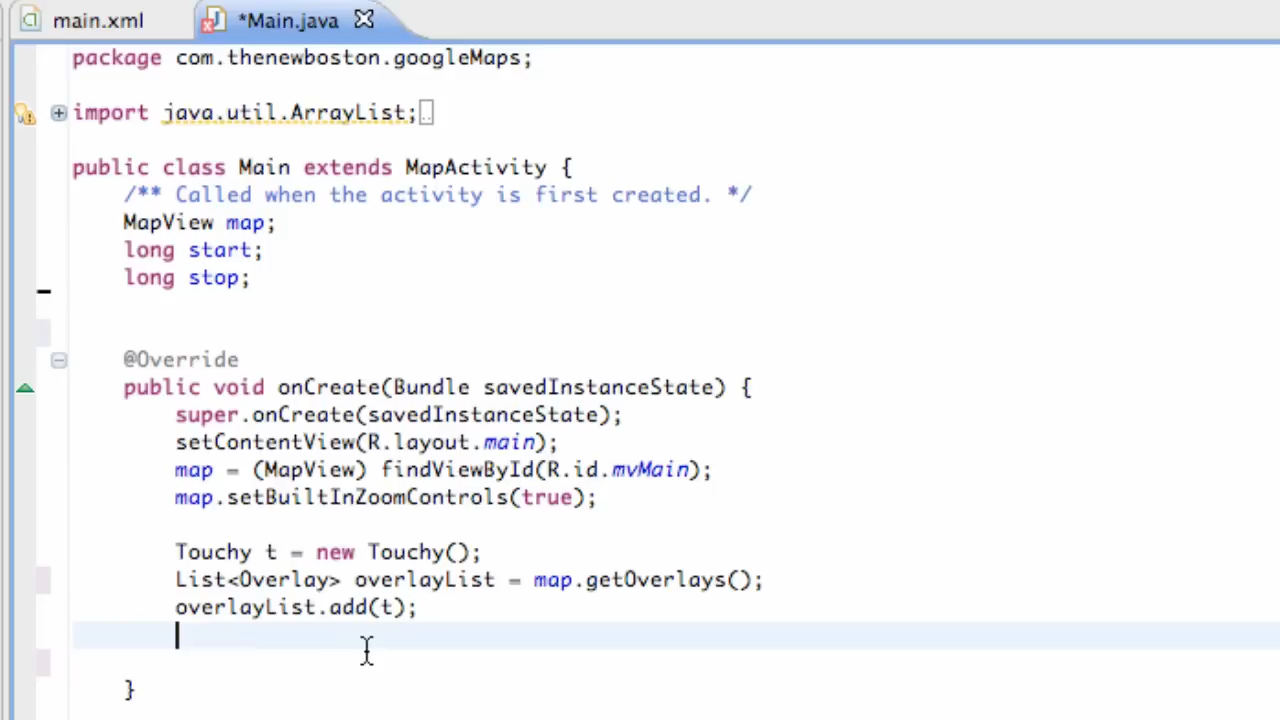 main.xml *Main.java
package com.thenewboston.googleMaps;
import java.util.ArrayList;
public class Main extends MapActivity {
/** Called when the activity is first created. */
MapView map;
long start;
long stop;
@Override
public void onCreate(Bundle savedInstanceState) {
super.onCreate(savedInstanceState);
setContentView(R.layout.main);
map = (MapView) findViewById(R.id.mvMain);
map.setBuiltInZoomControls(true);
Touchy t = new Touchy();
List<Overlay> overlayList = map.getOverlays();
overlayList.add(t);
}